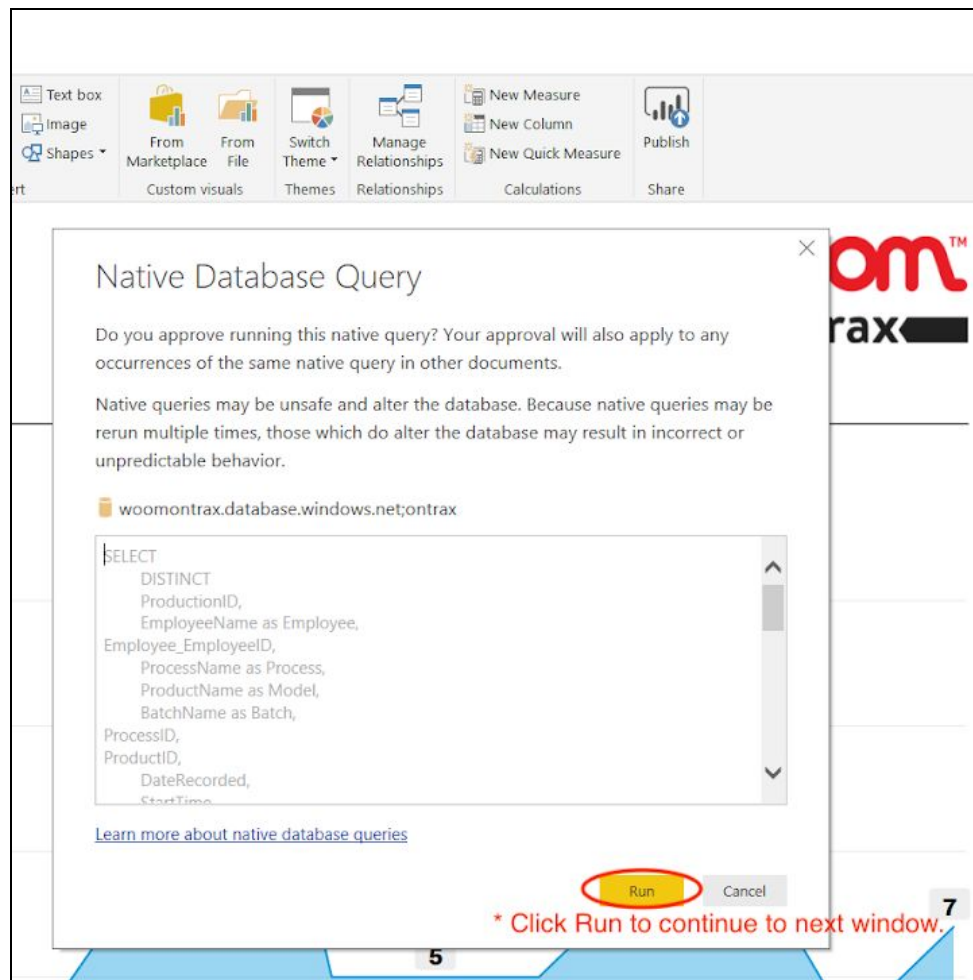 Text box
Image
Shapes
rt
From Marketplace
From File
Custom visuals
Switch Theme
Themes
Manage Relationships
Relationships
New Measure
New Column
New Quick Measure
Calculations
Publish
Share
om™
rax
Native Database Query
Do you approve running this native query? Your approval will also apply to any
occurrences of the same native query in other documents.
Native queries may be unsafe and alter the database. Because native queries may be
rerun multiple times, those which do alter the database may result in incorrect or
unpredictable behavior.
woomontrax.database.windows.net;ontrax
SELECT
DISTINCT
ProductionID,
EmployeeName as Employee,
Employee_EmployeeID,
ProcessName as Process,
ProductName as Model,
BatchName as Batch,
ProcessID,
ProductID,
DateRecorded,
StartTime
Learn more about native database queries
Run
Cancel
* Click Run to continue to next window.
7
5